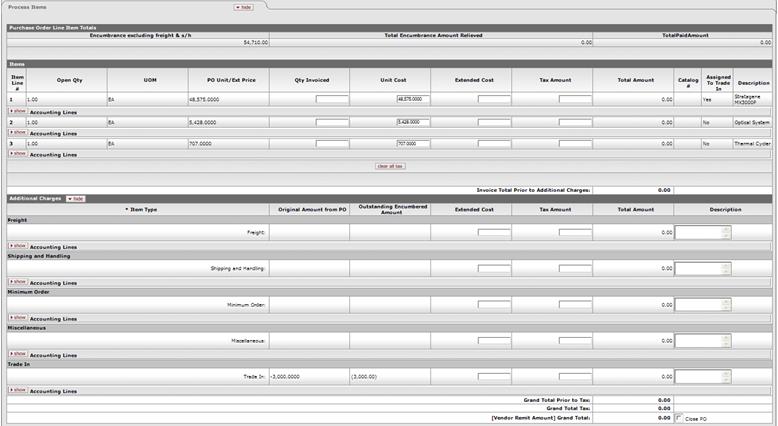 Process Items ▼ hide
Purchase Order Line Item Totals
Encumbrance excluding freight & s/h Total Encumbrance Amount Relieved TotalPaidAmount
54,710.00 0.00 0.00
Items
Item Line # Open Qty UOM PO Unit/Ext Price Qty Invoiced Unit Cost Extended Cost Tax Amount Total Amount Catalog # Assigned To Trade In Description
1 1.00 EA 48,575.0000 48,575.0000 0.00 Yes Stratagene MX3000P
▶ show Accounting Lines
2 1.00 EA 5,428.0000 5,428.0000 0.00 No Optical System
▶ show Accounting Lines
3 1.00 EA 707.0000 707.0000 0.00 No Thermal Cycler
▶ show Accounting Lines
clear all tax
Invoice Total Prior to Additional Charges: 0.00
Additional Charges ▼ hide
* Item Type Original Amount from PO Outstanding Encumbered Amount Extended Cost Tax Amount Total Amount Description
Freight
Freight: 0.00
▶ show Accounting Lines
Shipping and Handling
Shipping and Handling: 0.00
▶ show Accounting Lines
Minimum Order
Minimum Order: 0.00
▶ show Accounting Lines
Miscellaneous
Miscellaneous: 0.00
▶ show Accounting Lines
Trade In
Trade In: -3,000.0000 (3,000.00) 0.00
▶ show Accounting Lines
Grand Total Prior to Tax: 0.00
Grand Total Tax: 0.00
[Vendor Remit Amount] Grand Total: 0.00 Close PO